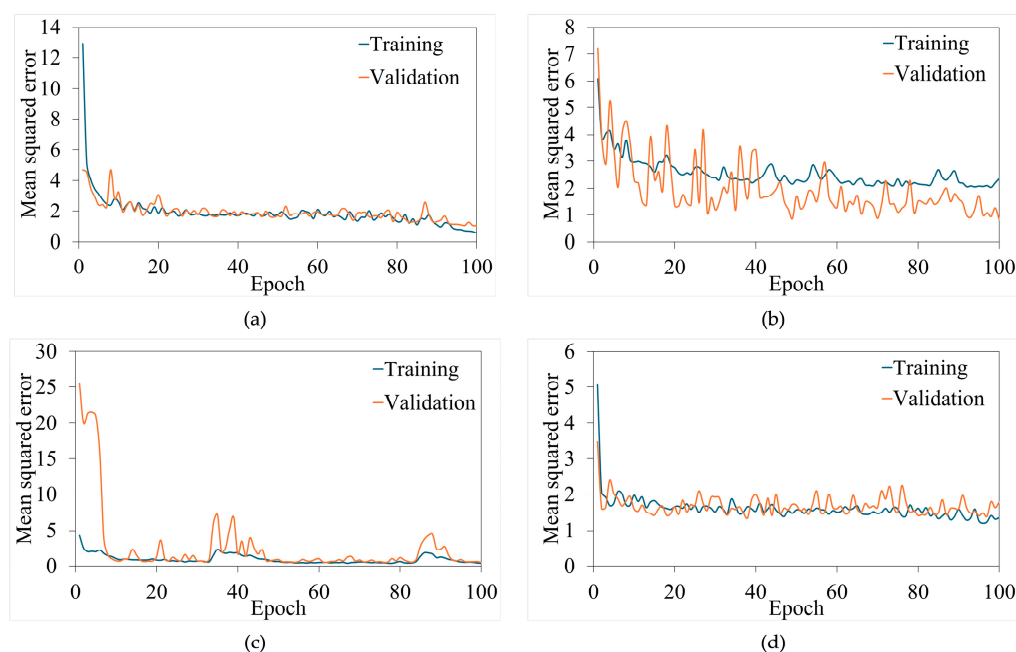 14
12
10
8
6
4
2
0
Mean squared error
Training
Validation
0 20 40 60 80 100
Epoch
(a)
8
7
6
5
4
3
2
1
0
Mean squared error
Training
Validation
0 20 40 60 80 100
Epoch
(b)
30
25
20
15
10
5
0
Mean squared error
Training
Validation
0 20 40 60 80 100
Epoch
(c)
6
5
4
3
2
1
0
Mean squared error
Training
Validation
0 20 40 60 80 100
Epoch
(d)